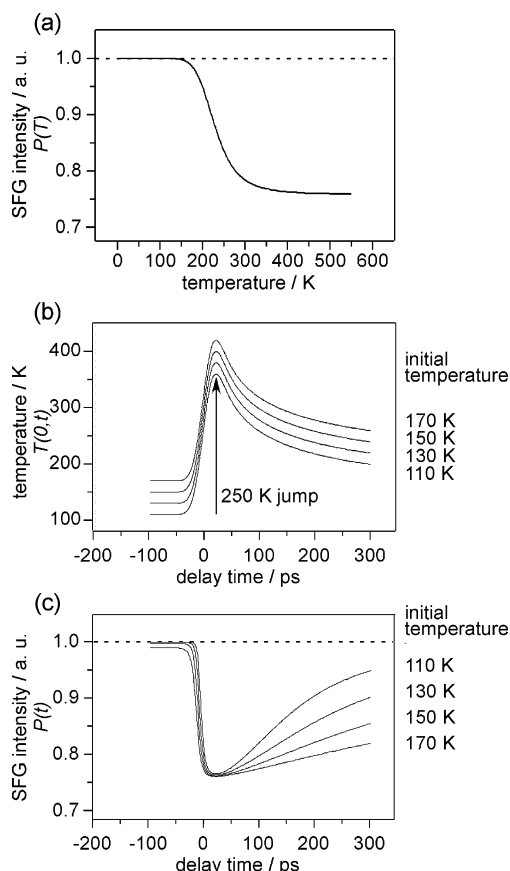 (a)
SFG intensity / a. u.
P(T)
1.0
0.9
0.8
0.7
0 100 200 300 400 500 600
temperature / K
(b)
temperature / K
T(0,t)
400
300
200
100
250 K jump
initial
temperature
170 K
150 K
130 K
110 K
-200 -100 0 100 200 300 400
delay time / ps
(c)
SFG intensity / a. u.
P(t)
1.0
0.9
0.8
0.7
initial
temperature
110 K
130 K
150 K
170 K
-200 -100 0 100 200 300 400
delay time / ps